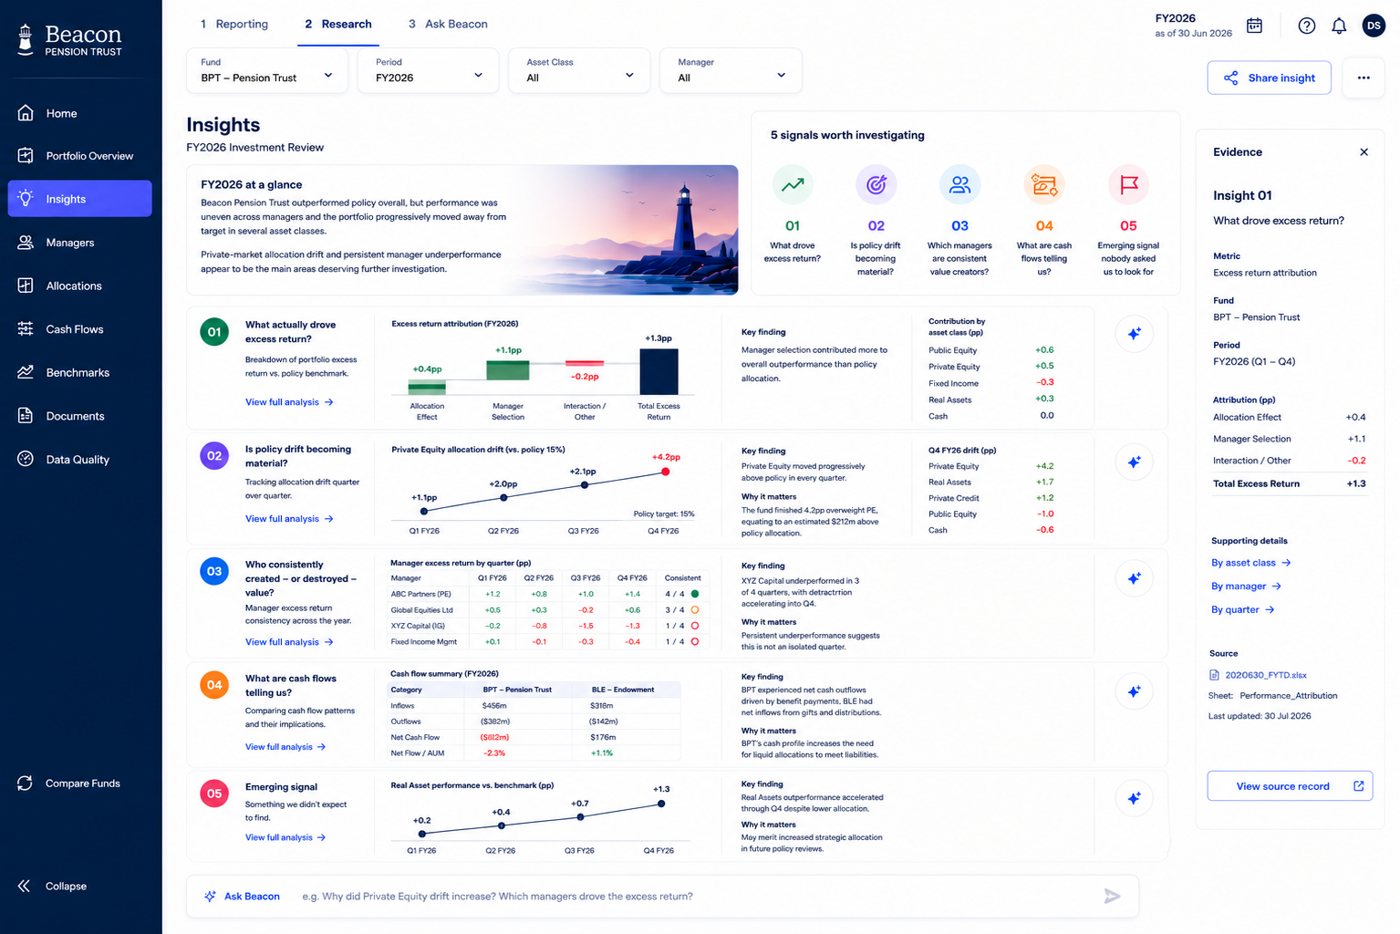 Beacon
PENSION TRUST
Home
Portfolio Overview
Insights
Managers
Allocations
Cash Flows
Benchmarks
Documents
Data Quality
Compare Funds
Collapse
1 Reporting
2 Research
3 Ask Beacon
FY2026
as of 30 Jun 2026
DS
Fund
BPT – Pension Trust
Period
FY2026
Asset Class
All
Manager
All
Share insight
Insights
FY2026 Investment Review
FY2026 at a glance
Beacon Pension Trust outperformed policy overall, but performance was
uneven across managers and the portfolio progressively moved away from
target in several asset classes.
Private-market allocation drift and persistent manager underperformance
appear to be the main areas deserving further investigation.
5 signals worth investigating
01
What drove
excess return?
02
Is policy drift
becoming
material?
03
Which managers
are consistent
value creators?
04
What are cash
flows telling
us?
05
Emerging signal
nobody asked
us to look for
01
What actually drove
excess return?
Breakdown of portfolio excess
return vs. policy benchmark.
View full analysis →
Excess return attribution (FY2026)
+0.4pp
+1.1pp
-0.2pp
+1.3pp
Allocation
Effect
Manager
Selection
Interaction /
Other
Total Excess
Return
Key finding
Manager selection contributed more to
overall outperformance than policy
allocation.
Contribution by
asset class (pp)
Public Equity +0.6
Private Equity +0.5
Fixed Income -0.3
Real Assets +0.3
Cash 0.0
02
Is policy drift becoming
material?
Tracking allocation drift quarter
over quarter.
View full analysis →
Private Equity allocation drift (vs. policy 15%)
+1.1pp
+2.0pp
+2.1pp
+4.2pp
Policy target: 15%
Q1 FY26 Q2 FY26 Q3 FY26 Q4 FY26
Key finding
Private Equity moved progressively
above policy in every quarter.
Why it matters
The fund finished 4.2pp overweight PE,
equating to an estimated $212m above
policy allocation.
Q4 FY26 drift (pp)
Private Equity +4.2
Real Assets +1.7
Private Credit +1.2
Public Equity -1.0
Cash -0.6
03
Who consistently
created – or destroyed –
value?
Manager excess return
consistency across the year.
View full analysis →
Manager excess return by quarter (pp)
Manager Q1 FY26 Q2 FY26 Q3 FY26 Q4 FY26 Consistent
ABC Partners (PE) +1.2 +0.8 +1.0 +1.4 4 / 4
Global Equities Ltd +0.5 +0.3 -0.2 +0.6 3 / 4
XYZ Capital (IG) -0.2 -0.8 -1.5 -1.3 1 / 4
Fixed Income Mgmt +0.1 -0.1 -0.3 -0.4 1 / 4
Key finding
XYZ Capital underperformed in 3
of 4 quarters, with detractrtion
accelerating into Q4.
Why it matters
Persistent underperformance suggests
this is not an isolated quarter.
04
What are cash flows
telling us?
Comparing cash flow patterns
and their implications.
View full analysis →
Cash flow summary (FY2026)
Category BPT – Pension Trust BLE – Endowment
Inflows $456m $318m
Outflows ($382m) ($142m)
Net Cash Flow $176m
Net Flow / AUM -2.3% +1.1%
Key finding
BPT experienced net cash outflows
driven by benefit payments, BLE had
net inflows from gifts and distributions.
Why it matters
BPT's cash profile increases the need
for liquid allocations to meet liabilities.
05
Emerging signal
Something we didn't expect
to find.
View full analysis →
Real Asset performance vs. benchmark (pp)
+0.2
+0.4
+0.7
+1.3
Q1 FY26 Q2 FY26 Q3 FY26 Q4 FY26
Key finding
Real Assets outperformance accelerated
through Q4 despite lower allocation.
Why it matters
May merit increased strategic allocation
in future policy reviews.
Ask Beacon
e.g. Why did Private Equity drift increase? Which managers drove the excess return?
Evidence
Insight 01
What drove excess return?
Metric
Excess return attribution
Fund
BPT – Pension Trust
Period
FY2026 (Q1 – Q4)
Attribution (pp)
Allocation Effect +0.4
Manager Selection +1.1
Interaction / Other -0.2
Total Excess Return +1.3
Supporting details
By asset class →
By manager →
By quarter →
Source
2020630_FYTD.xlsx
Sheet: Performance_Attribution
Last updated: 30 Jul 2026
View source record